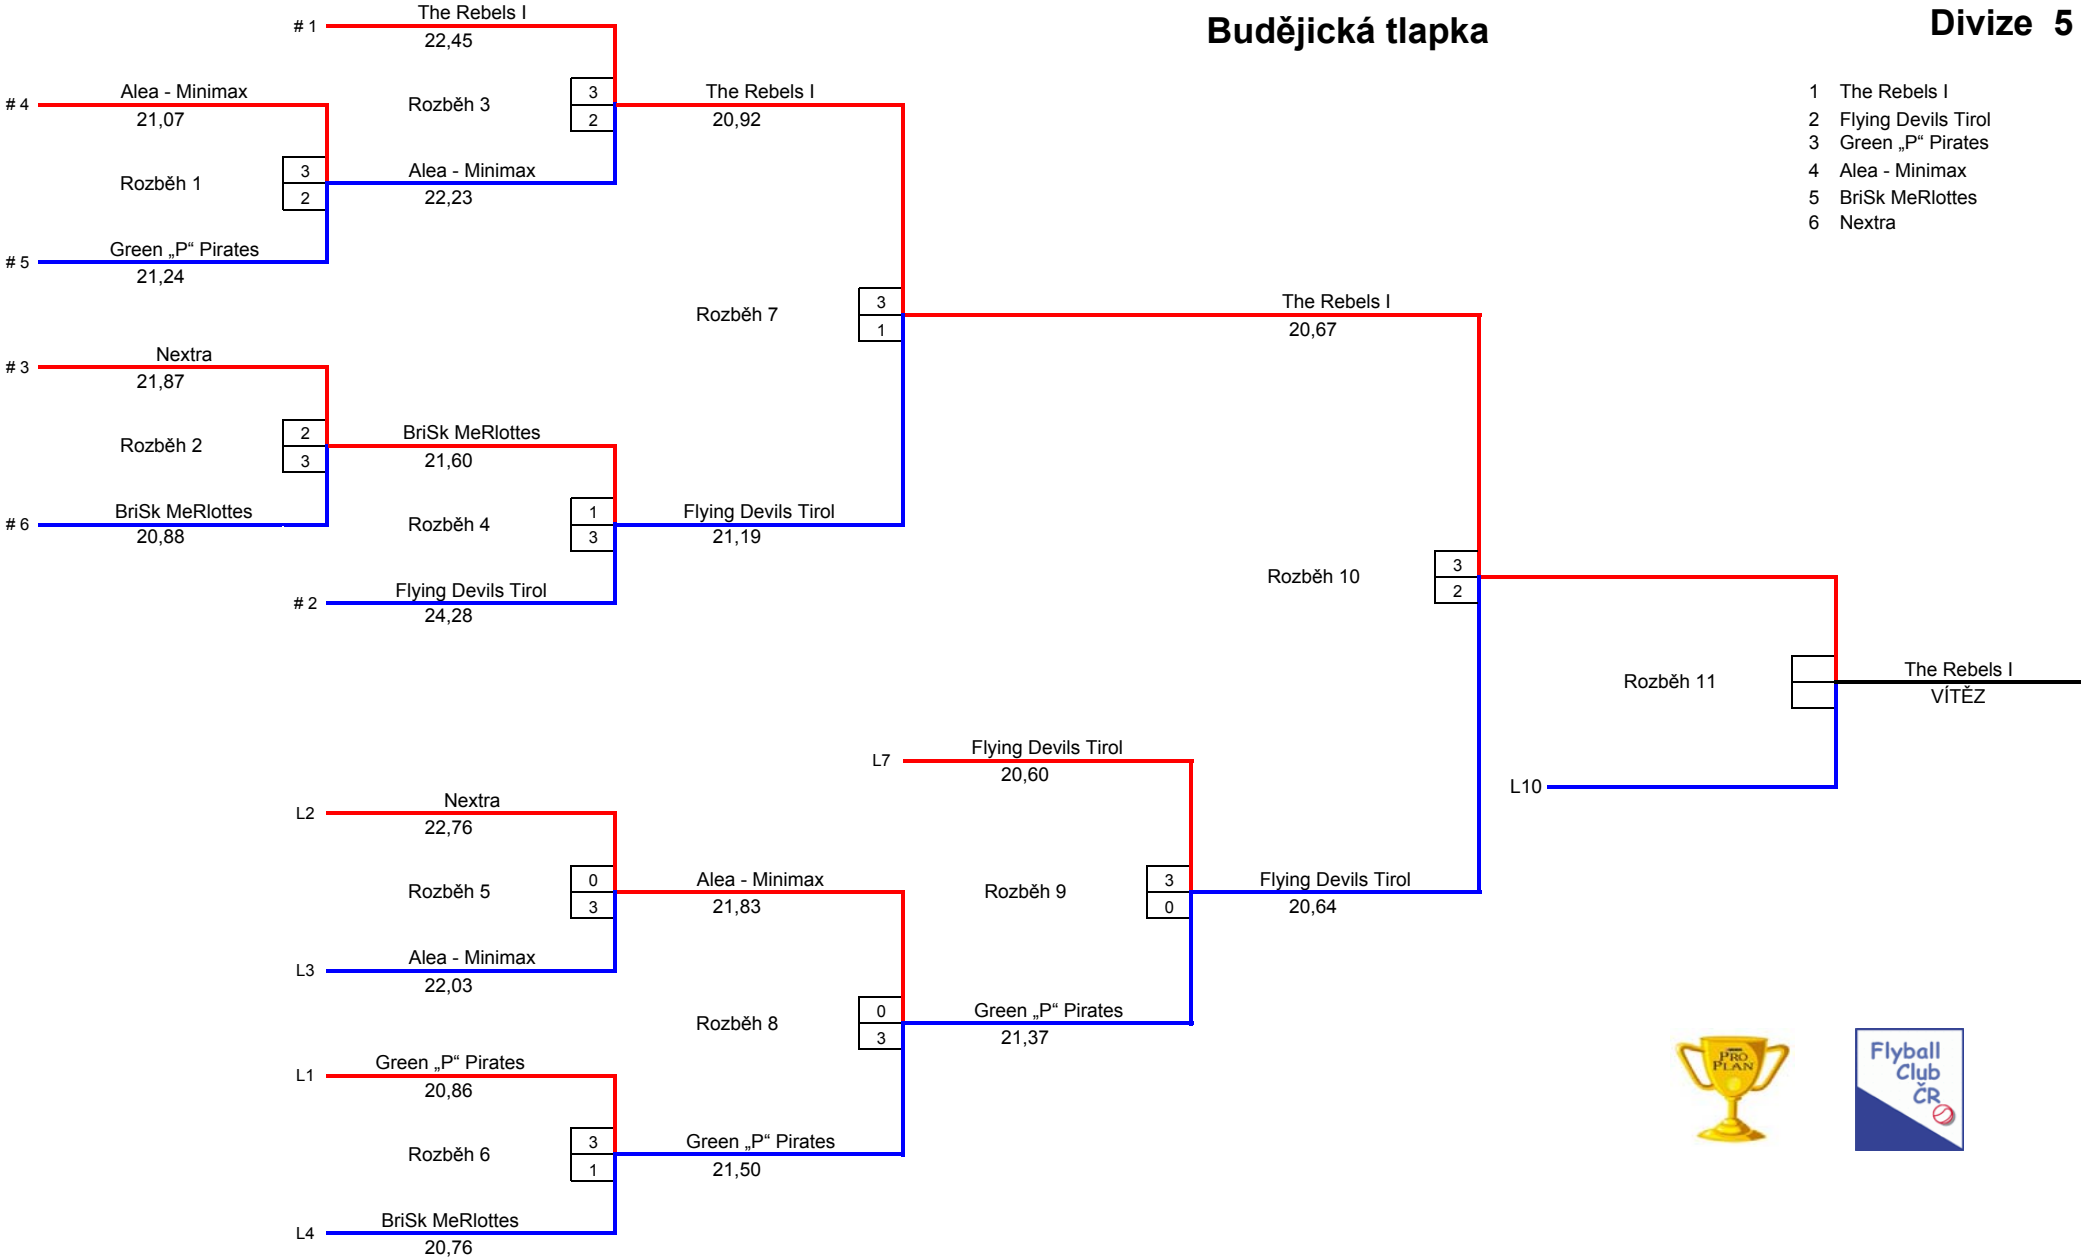 Budějická tlapka
Divize 5
1 The Rebels I
2 Flying Devils Tirol
3 Green „P“ Pirates
4 Alea - Minimax
5 BriSk MeRlottes
6 Nextra
# 1
The Rebels I
22,45
# 4
Alea - Minimax
21,07
Rozběh 3
3
2
The Rebels I
20,92
Rozběh 1
3
2
Alea - Minimax
22,23
# 5
Green „P“ Pirates
21,24
Rozběh 7
3
1
The Rebels I
20,67
# 3
Nextra
21,87
Rozběh 2
2
3
BriSk MeRlottes
21,60
# 6
BriSk MeRlottes
20,88
Rozběh 4
1
3
Flying Devils Tirol
21,19
# 2
Flying Devils Tirol
24,28
Rozběh 10
3
2
Rozběh 11
The Rebels I
VÍTĚZ
L10
L7
Flying Devils Tirol
20,60
L2
Nextra
22,76
Rozběh 5
0
3
Alea - Minimax
21,83
Rozběh 9
3
0
Flying Devils Tirol
20,64
L3
Alea - Minimax
22,03
Rozběh 8
0
3
Green „P“ Pirates
21,37
L1
Green „P“ Pirates
20,86
Rozběh 6
3
1
Green „P“ Pirates
21,50
L4
BriSk MeRlottes
20,76
PRO
PLAN
Flyball
Club
ČR